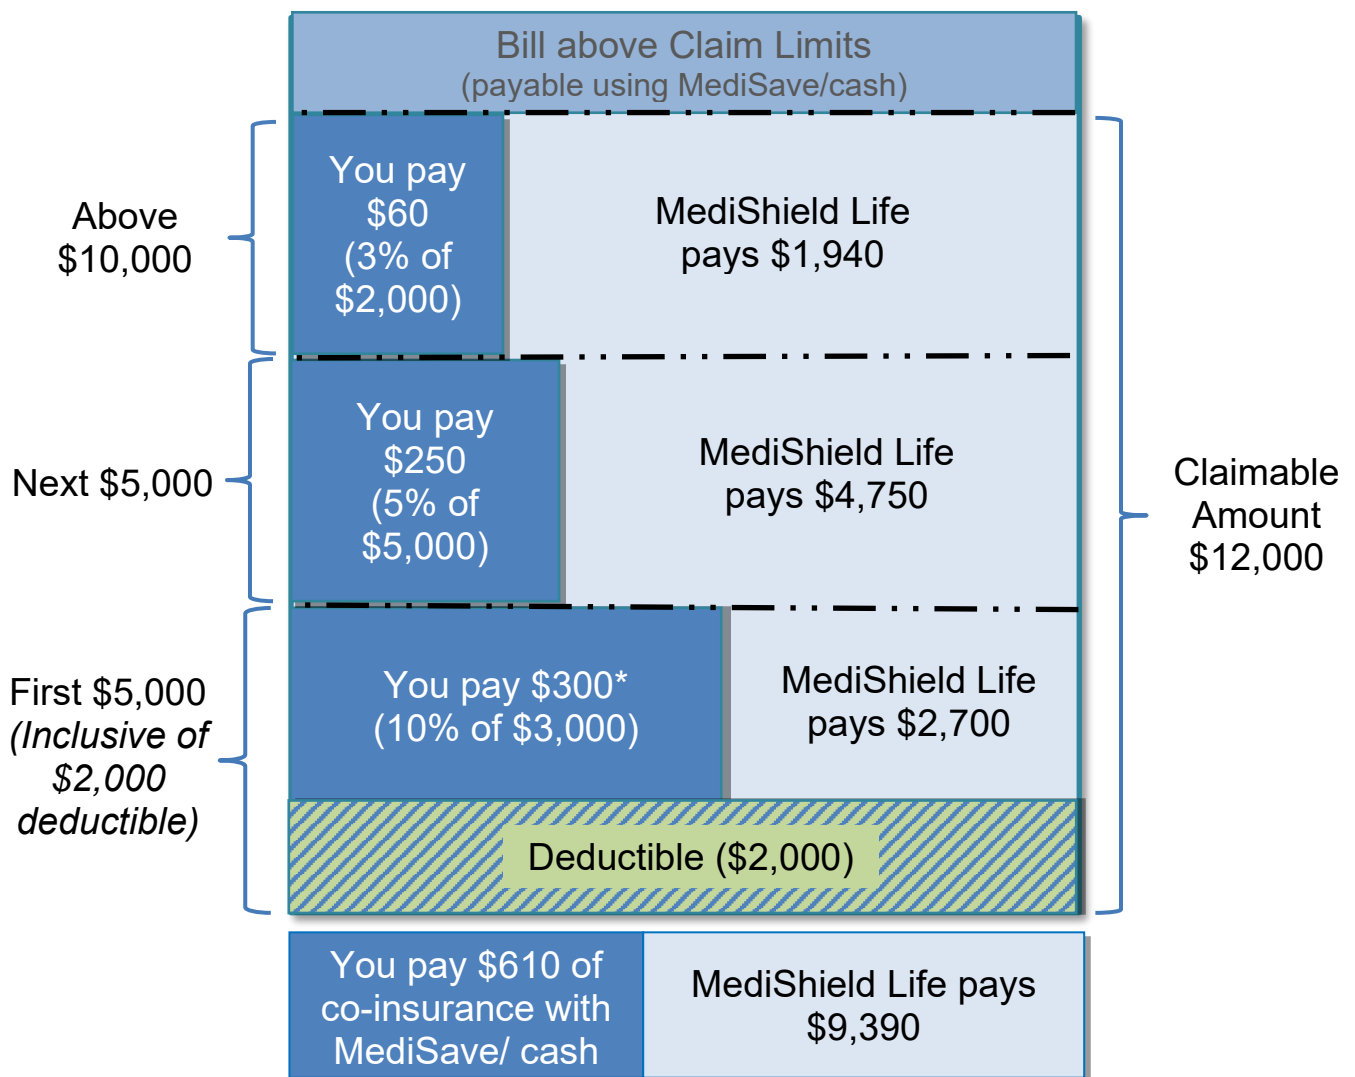 Bill above Claim Limits
(payable using MediSave/cash)
Above
$10,000
You pay
$60
(3% of
$2,000)
MediShield Life
pays $1,940
Next $5,000
You pay
$250
(5% of
$5,000)
MediShield Life
pays $4,750
Claimable
Amount
$12,000
First $5,000
(Inclusive of
$2,000
deductible)
You pay $300*
(10% of $3,000)
MediShield Life
pays $2,700
Deductible ($2,000)
You pay $610 of
co-insurance with
MediSave/ cash
MediShield Life pays
$9,390